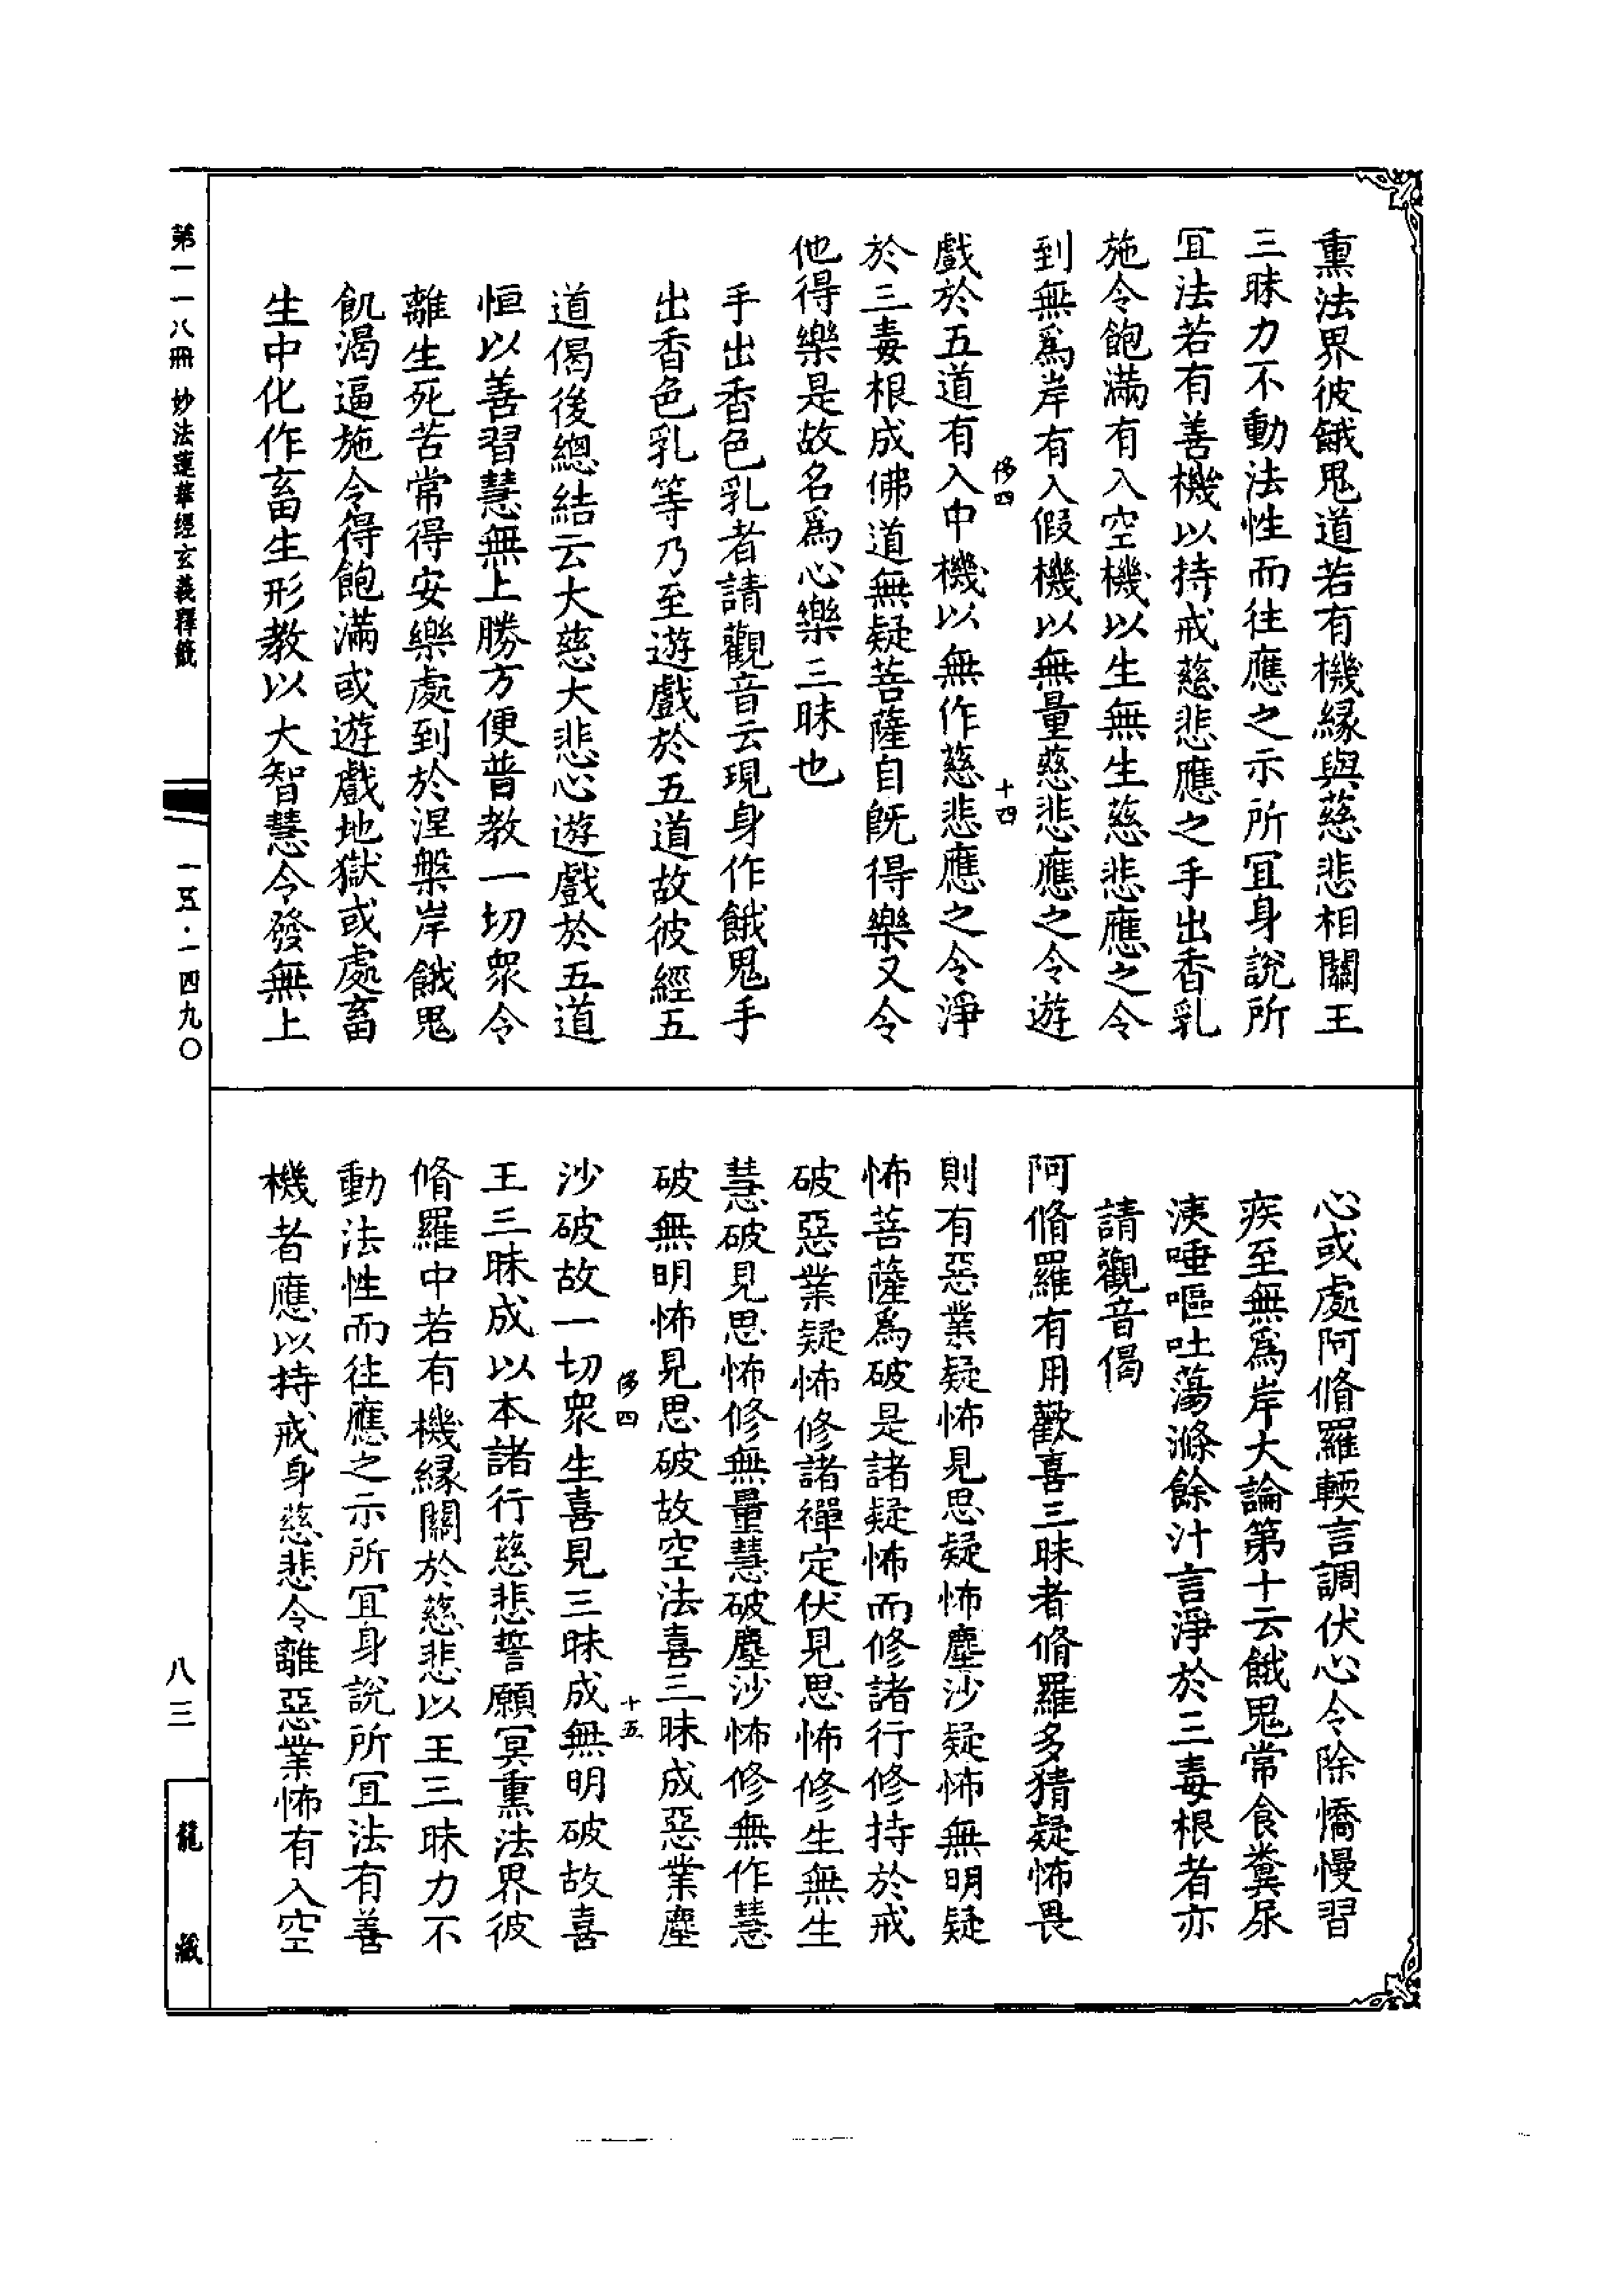 熏法界彼餓鬼道若有機緣與慈悲相關王
三昧力不動法性而往應之示所宜身說所
宜法若有善機以持戒慈悲應之手出香乳
施令飽滿有入空機以生無生慈悲應之令
到無爲岸有入假機以無量慈悲應之令遊
戲於五道有入中機以無作慈悲應之令淨
於三毒根成佛道無疑菩薩自旣得樂又令
他得樂是故名爲心樂三昧也
手出香色乳者請觀音云現身作餓鬼手
出香色乳等乃至遊戲於五道故彼經五
道偈後總結云大慈大悲心遊戲於五道
恒以善習慧無上勝方便普教一切衆令
離生死苦常得安樂處到於涅槃岸餓鬼
飢渴逼施令得飽滿或遊戲地獄或處畜
生中化作畜生形教以大智慧令發無上
心或處阿脩羅輭言調伏心令除憍慢習
疾至無爲岸大論第十云餓鬼常食糞尿
洟唾嘔吐蕩滌餘汁言淨於三毒根者亦
請觀音偈
阿脩羅有用歡喜三昧者脩羅多猜疑怖畏
則有惡業疑怖見思疑怖塵沙疑怖無明疑
怖菩薩爲破是諸疑怖而修諸行修持於戒
破惡業疑怖修諸禪定伏見思怖修生無生
慧破見思怖修無量慧破塵沙怖修無作慧
破無明怖見思破故空法喜三昧成惡業塵
沙破故一切衆生喜見三昧成無明破故喜
王三昧成以本諸行慈悲誓願冥熏法界彼
脩羅中若有機緣關於慈悲以王三昧力不
動法性而往應之示所宜身說所宜法有善
機者應以持戒身慈悲令離惡業怖有入空
侈四
十四
侈四
十五
第一一八冊 妙法蓮華經玄義釋籤
一五·一四九〇
八三
龍藏